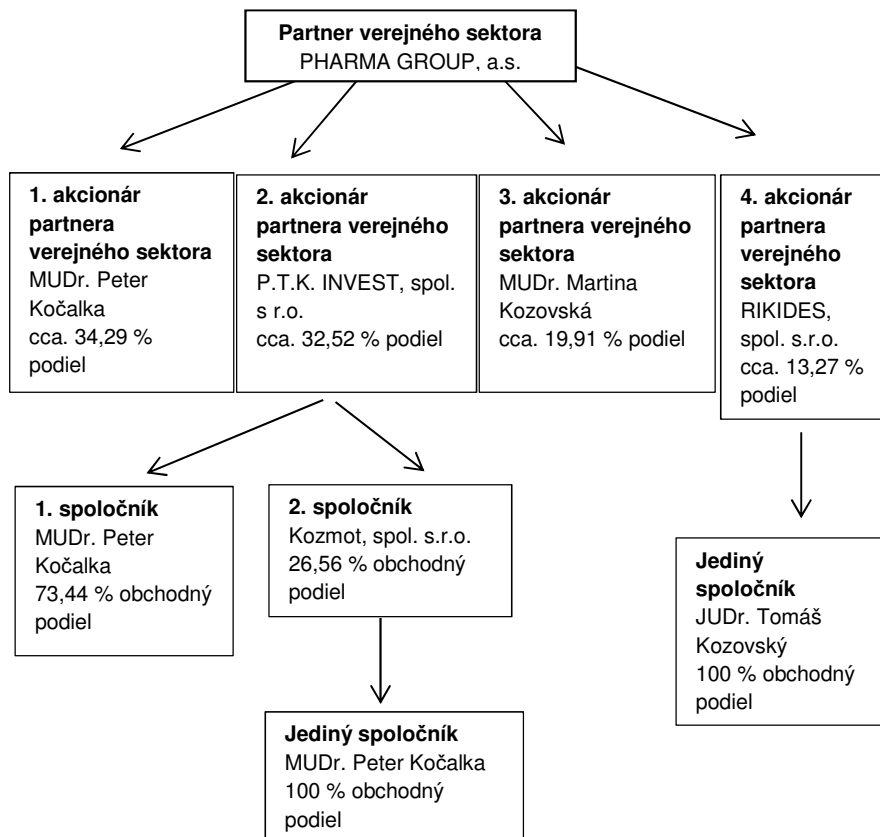 Partner verejného sektora
PHARMA GROUP, a.s.
1. akcionár
partnera
verejného sektora
MUDr. Peter
Kočalka
cca. 34,29 %
podiel
2. akcionár
partnera verejného
sektora
P.T.K. INVEST, spol.
s r.o.
cca. 32,52 % podiel
3. akcionár
partnera verejného
sektora
MUDr. Martina
Kozovská
cca. 19,91 % podiel
4. akcionár
partnera
verejného
sektora
RIKIDES,
spol. s.r.o.
cca. 13,27 %
podiel
1. spoločník
MUDr. Peter
Kočalka
73,44 % obchodný
podiel
2. spoločník
Kozmot, spol. s.r.o.
26,56 % obchodný
podiel
Jediný
spoločník
JUDr. Tomáš
Kozovský
100 % obchodný
podiel
Jediný spoločník
MUDr. Peter Kočalka
100 % obchodný
podiel